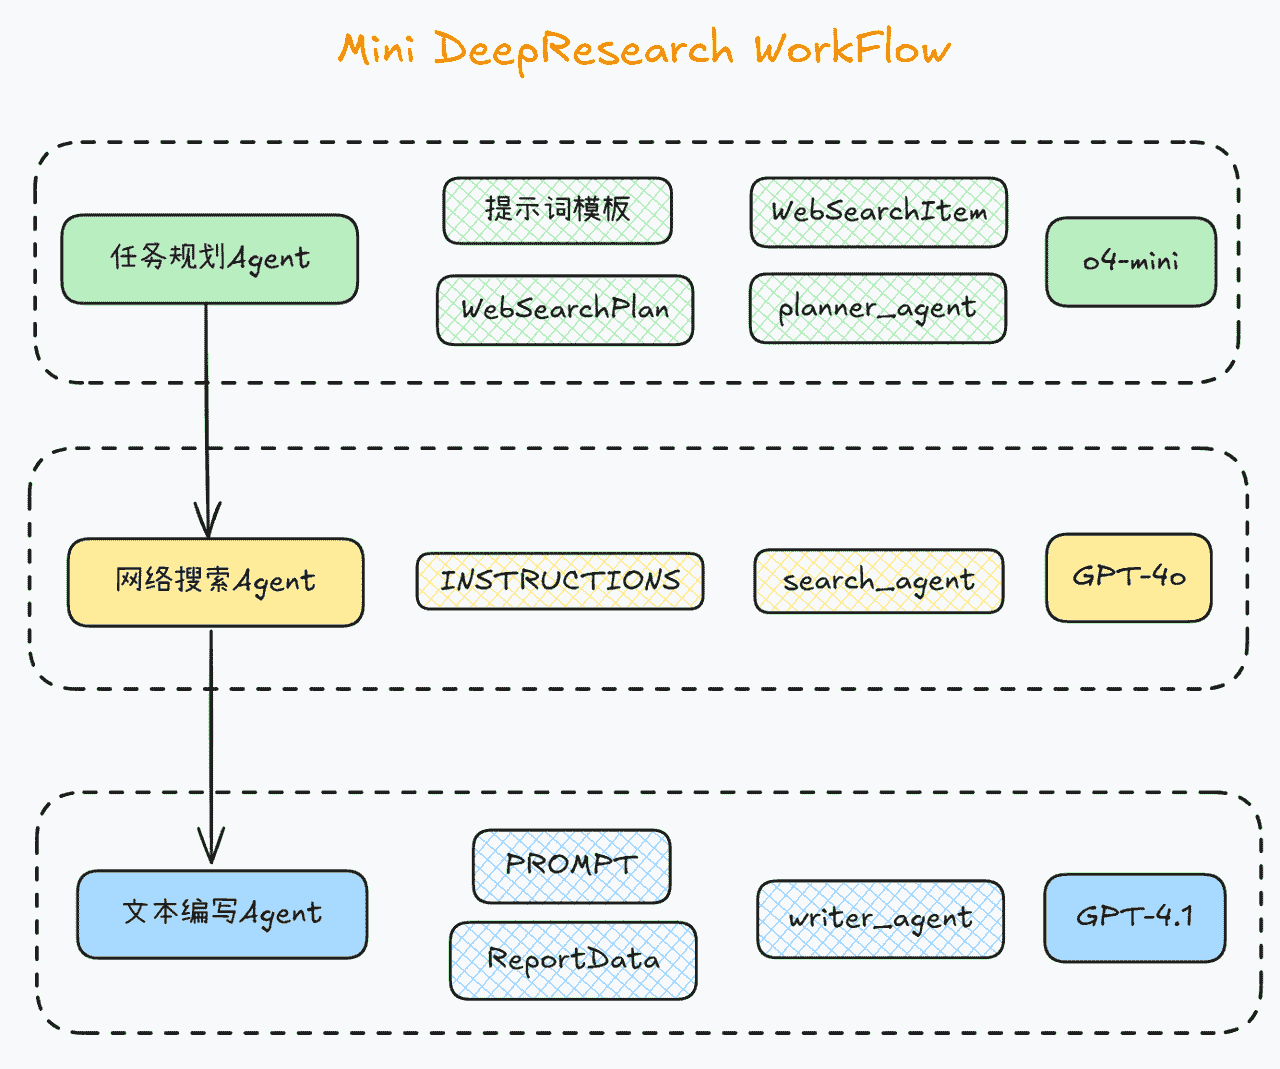 Mini DeepResearch WorkFlow
提示词模板
WebSearchItem
任务规划Agent
o4-mini
WebSearchPlan
planner_agent
网络搜索Agent
INSTRUCTIONS
search_agent
GPT-4o
PROMPT
文本编写Agent
writer_agent
GPT-4.1
ReportData